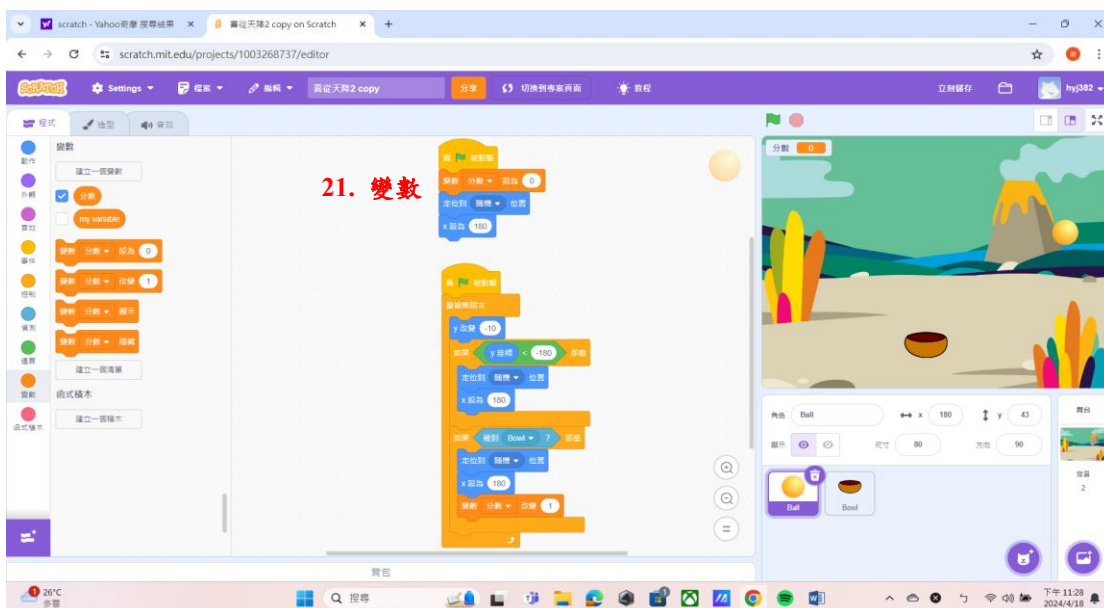 scratch - Yahoo奇摩 搜尋結果
喜從天降2 copy on Scratch
scratch.mit.edu/projects/1003268737/editor
SCRATCH
Settings
檔案
編輯
喜從天降2 copy
分享
切換到專案頁面
教程
立刻儲存
hyj382
程式
造型
音效
動作
外觀
音效
事件
控制
偵測
運算
變數
函式積木
變數
建立一個變數
分數
my variable
變數 分數 設為 0
變數 分數 改變 1
變數 分數 顯示
變數 分數 隱藏
建立一個清單
函式積木
建立一個積木
21. 變數
當 被點擊
變數 分數 設為 0
定位到 隨機 位置
x 設為 180
當 被點擊
重複無限次
y 改變 -10
如果 y 座標 < -180 那麼
定位到 隨機 位置
x 設為 180
如果 碰到 Bowl ? 那麼
定位到 隨機 位置
x 設為 180
變數 分數 改變 1
背包
分數 0
角色 Ball x 180 y 43
顯示 尺寸 80 方向 90
Ball
Bowl
舞台
背景
2
1
26°C
多雲
搜尋
下午 11:28
2024/4/18